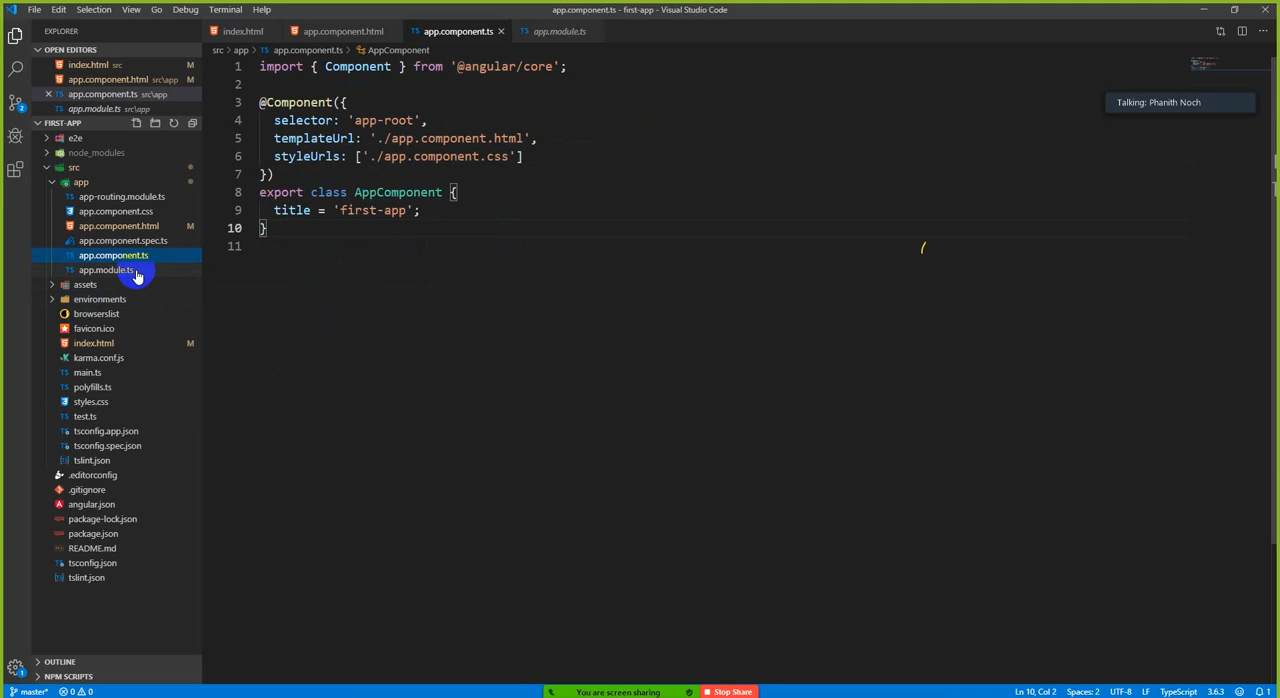 File Edit Selection View Go Debug Terminal Help
app.component.ts - first-app - Visual Studio Code
EXPLORER
index.html
app.component.html
app.component.ts
app.module.ts
OPEN EDITORS
index.html src M
app.component.html src\app M
app.component.ts src\app
app.module.ts src\app
FIRST-APP
e2e
node_modules
src
app
app-routing.module.ts
app.component.css
app.component.html M
app.component.spec.ts
app.component.ts
app.module.ts
assets
environments
browserslist
favicon.ico
index.html M
karma.conf.js
main.ts
polyfills.ts
styles.css
test.ts
tsconfig.app.json
tsconfig.spec.json
tslint.json
.editorconfig
.gitignore
angular.json
package-lock.json
package.json
README.md
tsconfig.json
tslint.json
OUTLINE
NPM SCRIPTS
src > app > TS app.component.ts > AppComponent
1 import { Component } from '@angular/core';
2
3 @Component({
4 selector: 'app-root',
5 templateUrl: './app.component.html',
6 styleUrls: ['./app.component.css']
7 })
8 export class AppComponent {
9 title = 'first-app';
10 }
11
Talking: Phanith Noch
master* 0 0
You are screen sharing
Stop Share
Ln 10, Col 2 Spaces: 2 UTF-8 LF TypeScript 3.6.3 1